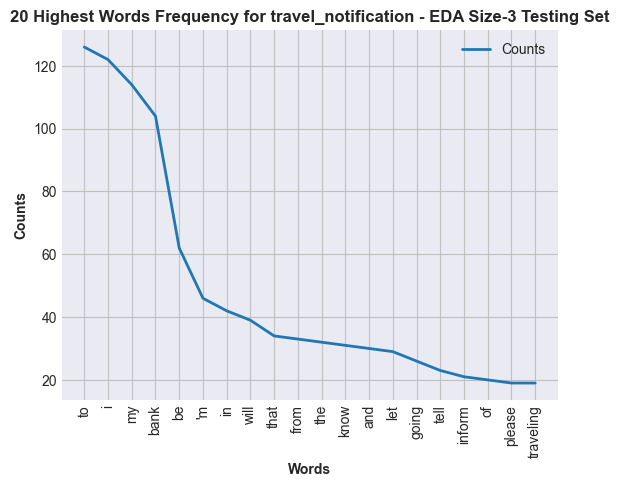 20 Highest Words Frequency for travel_notification - EDA Size-3 Testing Set
Counts
120
100
80
60
40
20
Counts
to
i
my
bank
be
'm
in
will
that
from
the
know
and
let
going
tell
inform
of
please
traveling
Words